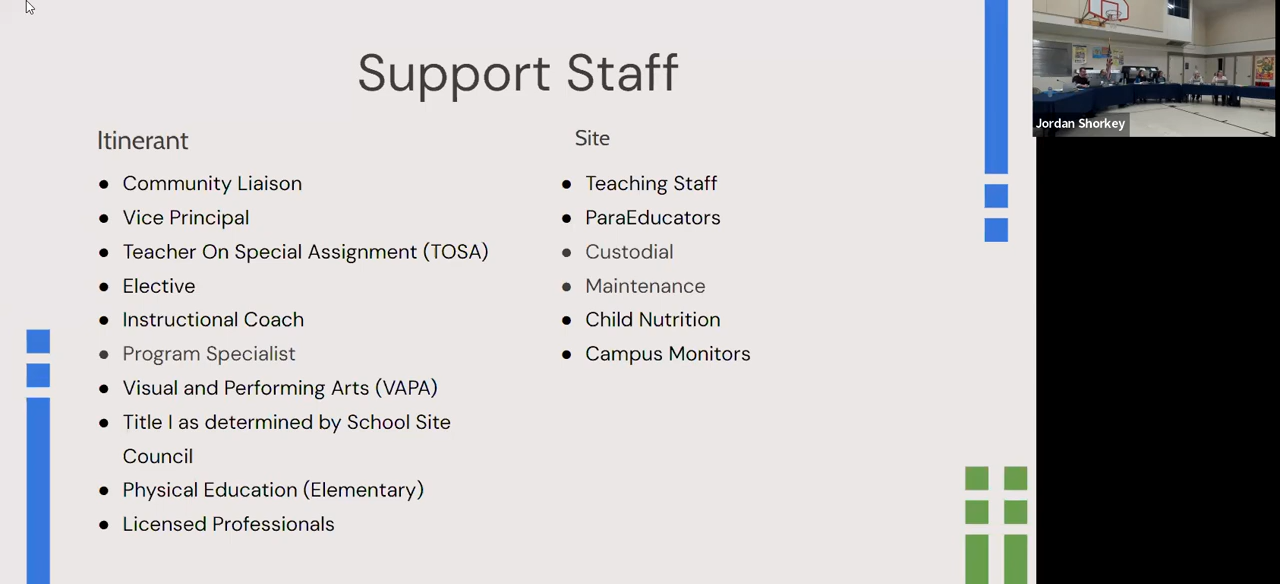 Support Staff
Itinerant
● Community Liaison
● Vice Principal
● Teacher On Special Assignment (TOSA)
● Elective
● Instructional Coach
● Program Specialist
● Visual and Performing Arts (VAPA)
● Title I as determined by School Site
Council
● Physical Education (Elementary)
● Licensed Professionals
Site
● Teaching Staff
● ParaEducators
● Custodial
● Maintenance
● Child Nutrition
● Campus Monitors
Jordan Shorkey